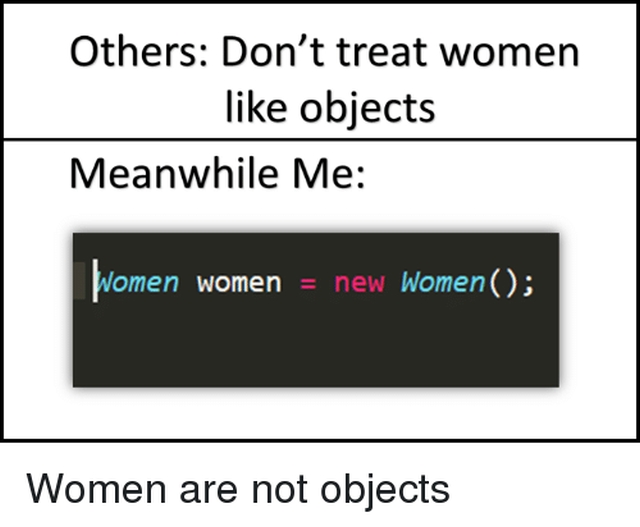 Others: Don’t treat women
like objects
Meanwhile Me:
Women women = new Women();
Women are not objects